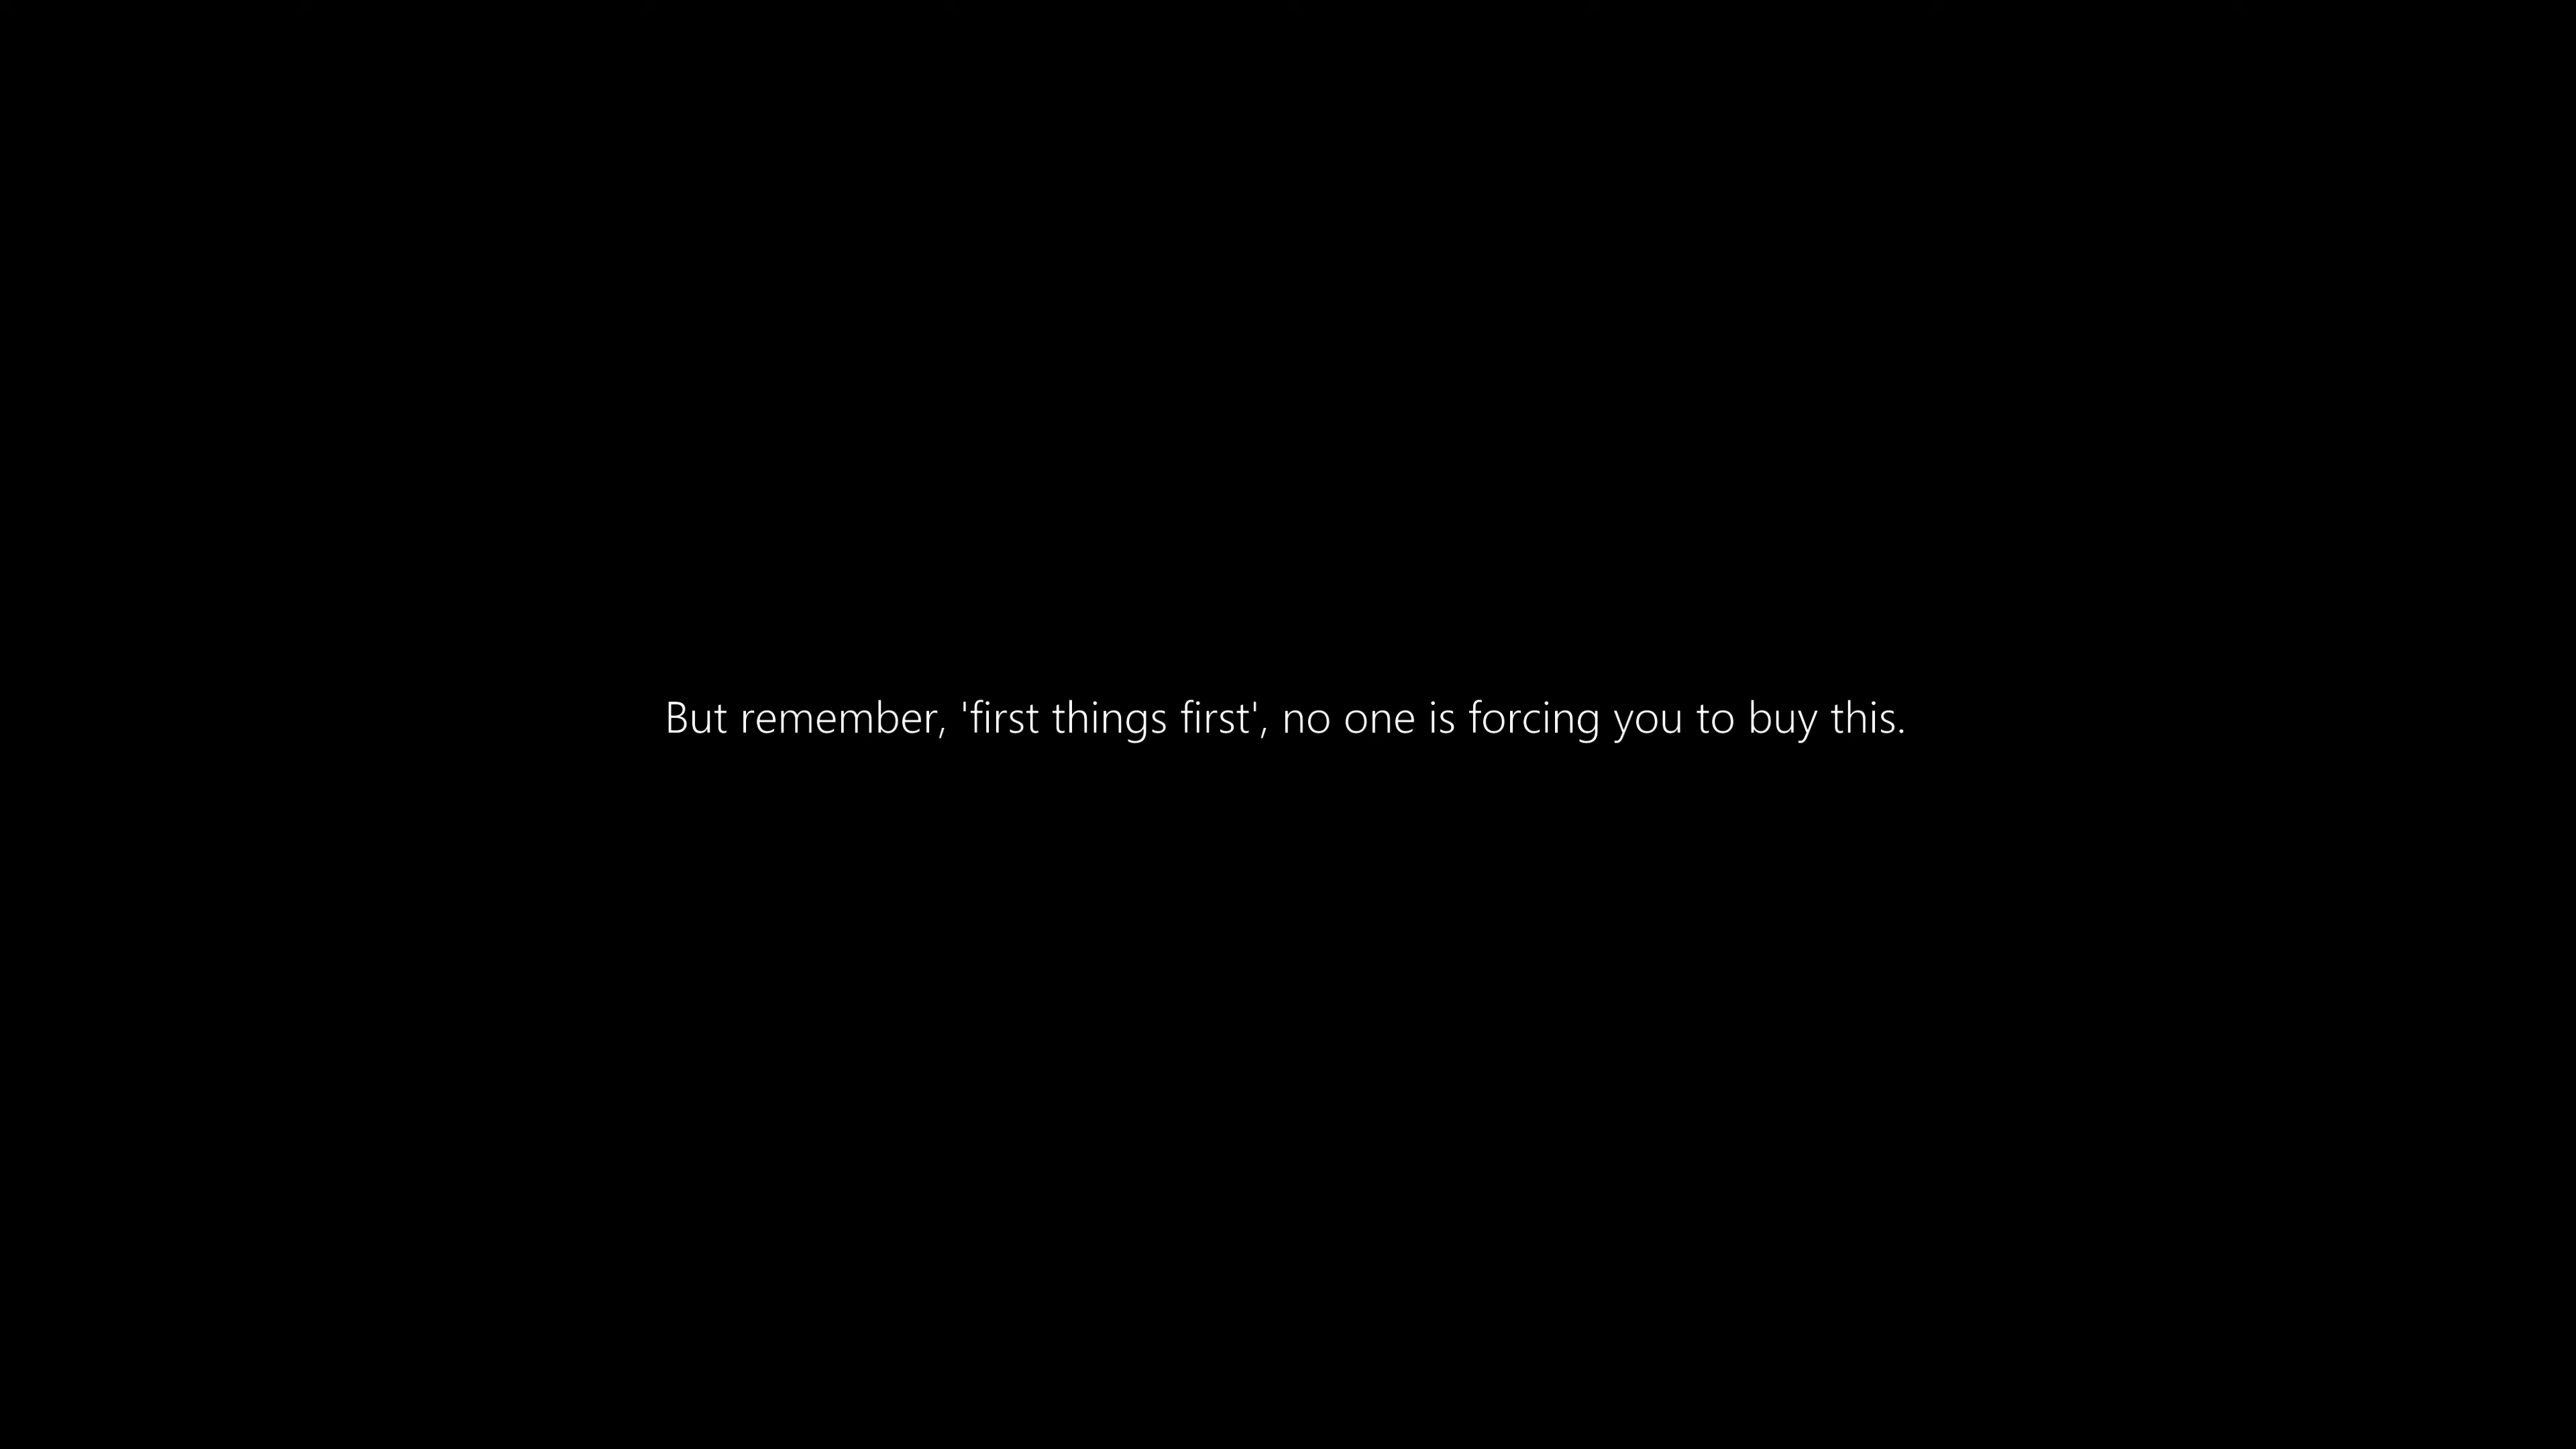 But remember, 'first things first', no one is forcing you to buy this.